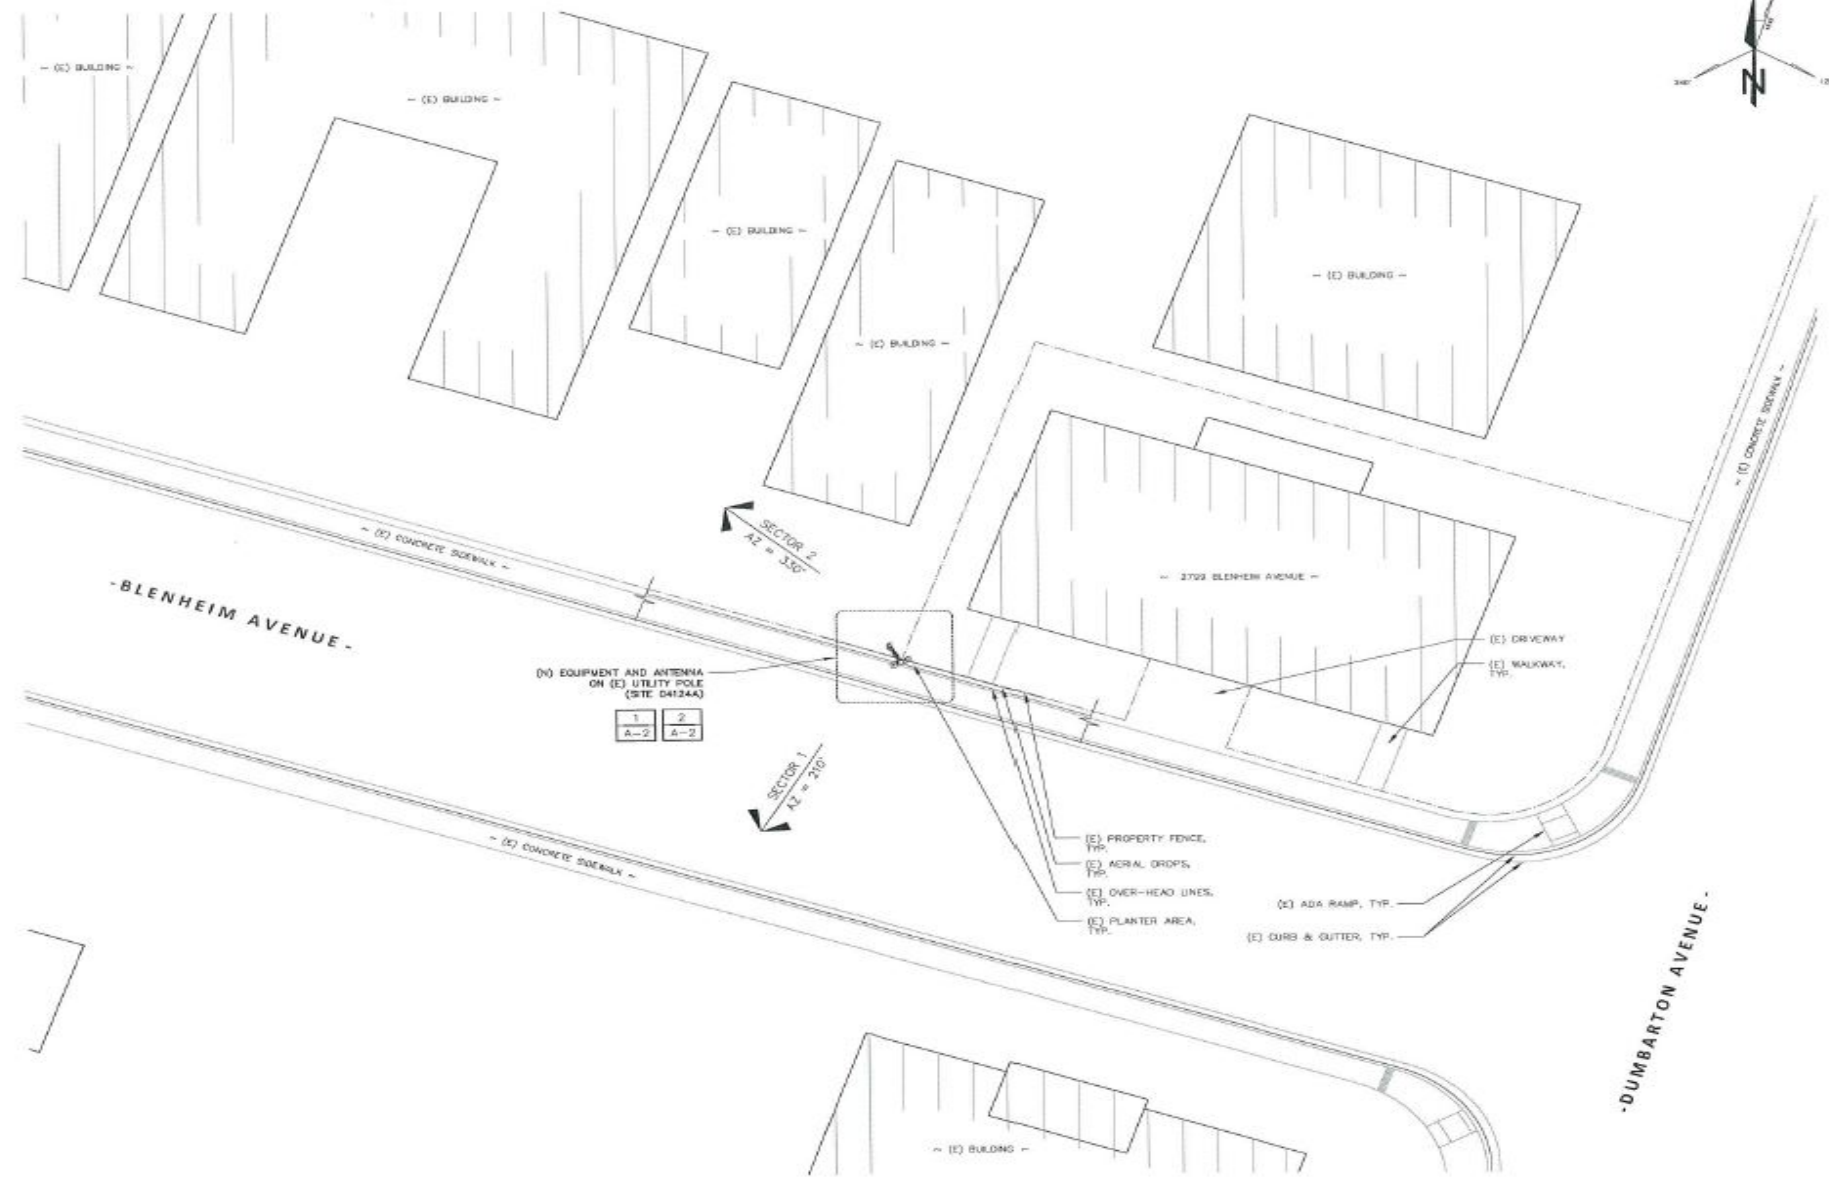 N
~ (E) BUILDING ~
~ (E) BUILDING ~
~ (E) BUILDING ~
~ (E) BUILDING ~
~ (E) BUILDING ~
~ (E) CONCRETE SIDEWALK ~
~ 2799 BLENHEIM AVENUE ~
SECTOR 2
AZ = 330°
~ (E) CONCRETE SIDEWALK ~
-BLENHEIM AVENUE-
(E) DRIVEWAY
(E) WALKWAY,
TYP.
(N) EQUIPMENT AND ANTENNA
ON (E) UTILITY POLE
(SITE 04124A)
1
A-2
2
A-2
SECTOR 1
AZ = 210°
~ (E) CONCRETE SIDEWALK ~
(E) PROPERTY FENCE,
TYP.
(E) AERIAL DROPS,
TYP.
(E) OVER-HEAD LINES,
TYP.
(E) PLANTER AREA,
TYP.
(E) ADA RAMP, TYP.
(E) CURB & GUTTER, TYP.
-DUMBARTON AVENUE-
~ (E) BUILDING ~